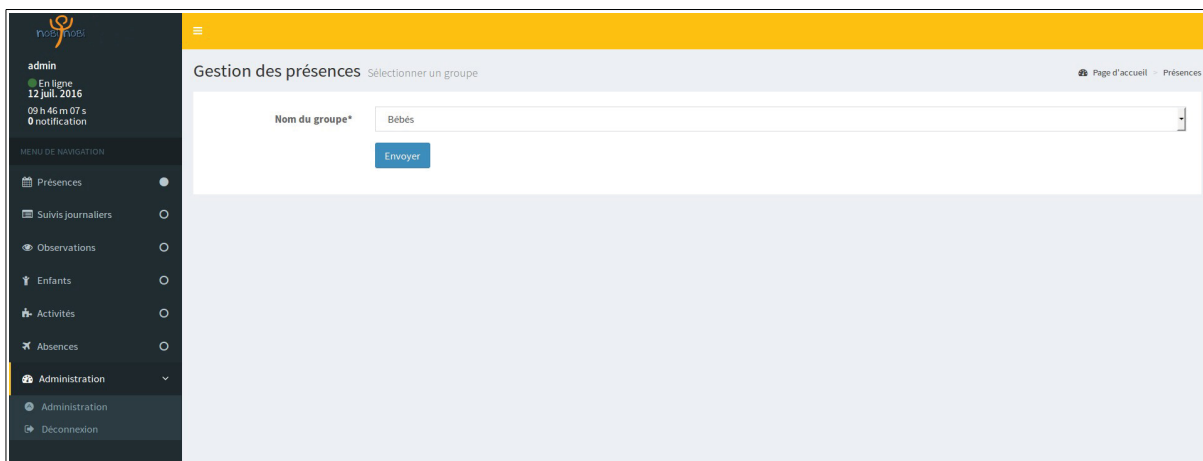 nobi nobi
admin
En ligne
12 juil. 2016
09 h 46 m 07 s
0 notification
MENU DE NAVIGATION
Présences
Suivis journaliers
Observations
Enfants
Activités
Absences
Administration
Administration
Déconnexion
Gestion des présences Sélectionner un groupe
Page d'accueil > Présences
Nom du groupe* Bébés
Envoyer